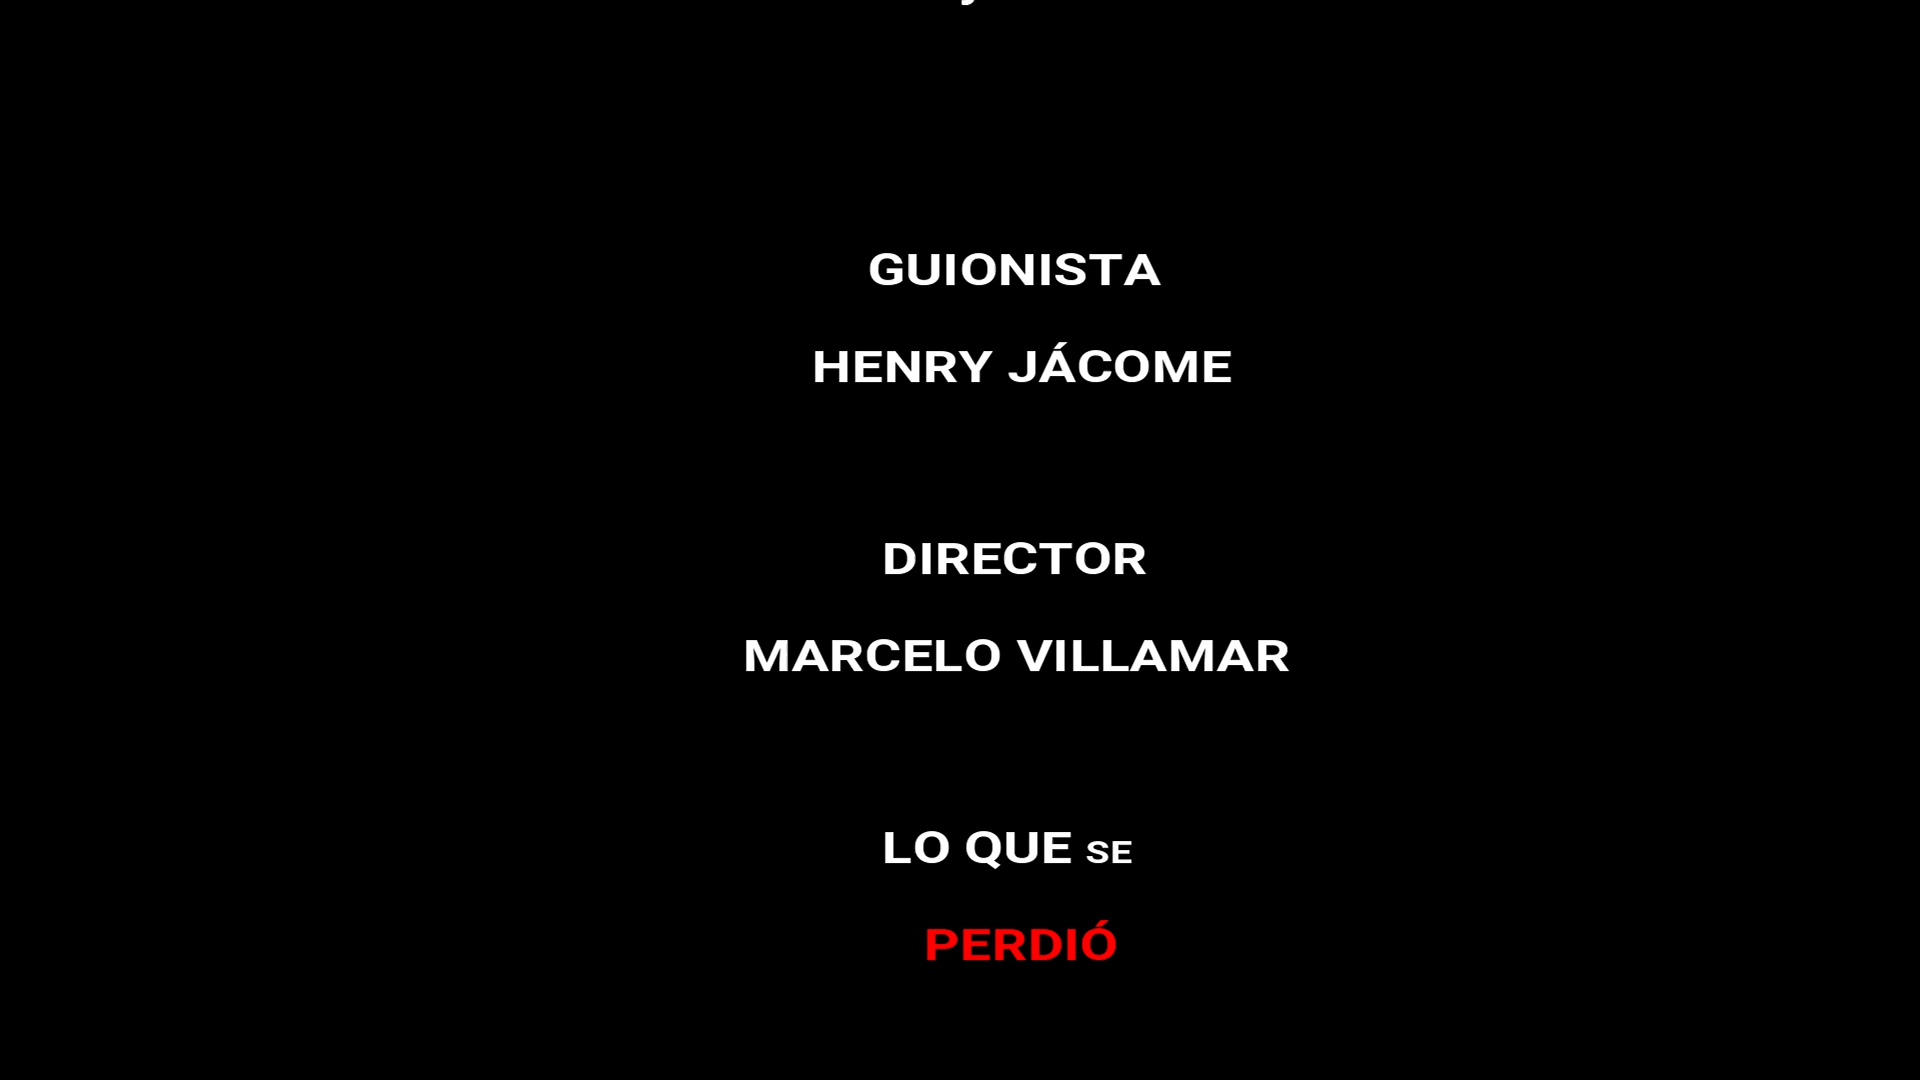 GUIONISTA
HENRY JÁCOME
DIRECTOR
MARCELO VILLAMAR
LO QUE SE
PERDIÓ